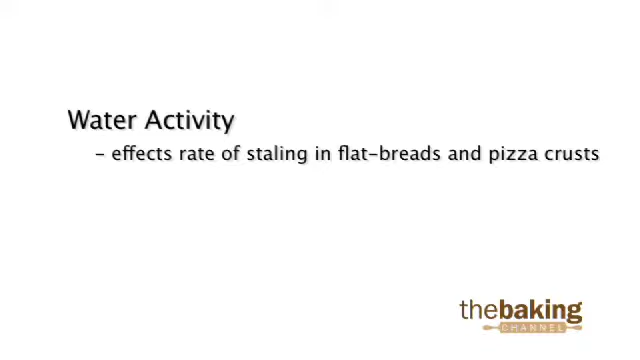 Water Activity
- effects rate of staling in flat-breads and pizza crusts
thebaking
CHANNEL